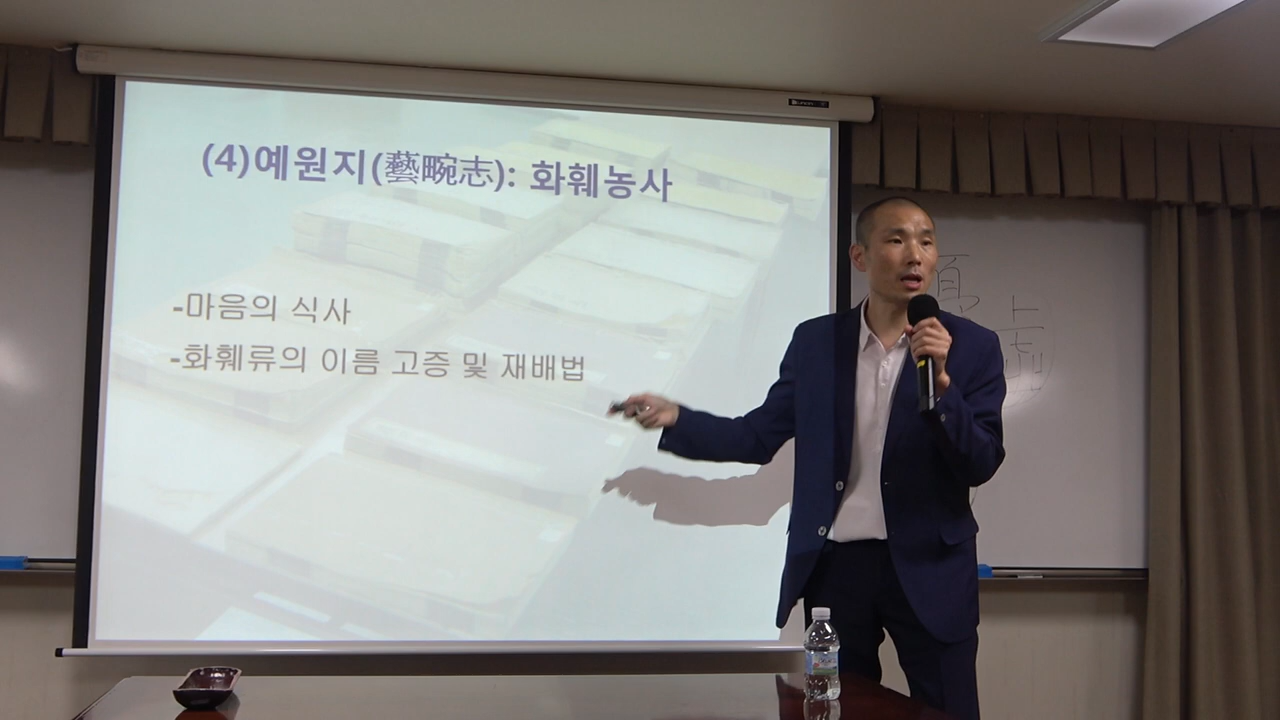 (4)예원지(藝畹志): 화훼농사
-마음의 식사
-화훼류의 이름 고증 및 재배법